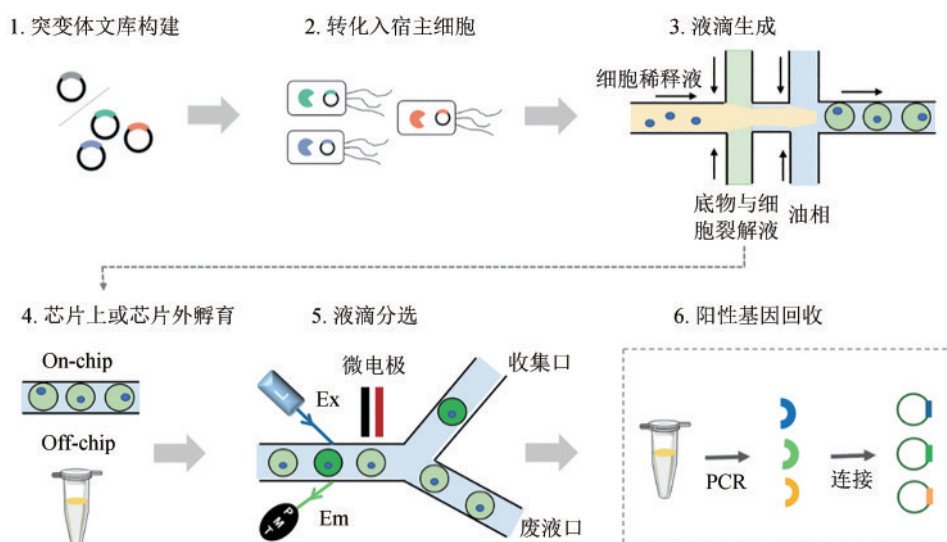 1. 突变体文库构建
2. 转化入宿主细胞
3. 液滴生成
细胞稀释液
底物与细
胞裂解液
油相
4. 芯片上或芯片外孵育
On-chip
Off-chip
5. 液滴分选
微电极
Ex
Em
PMT
收集口
废液口
6. 阳性基因回收
PCR
连接